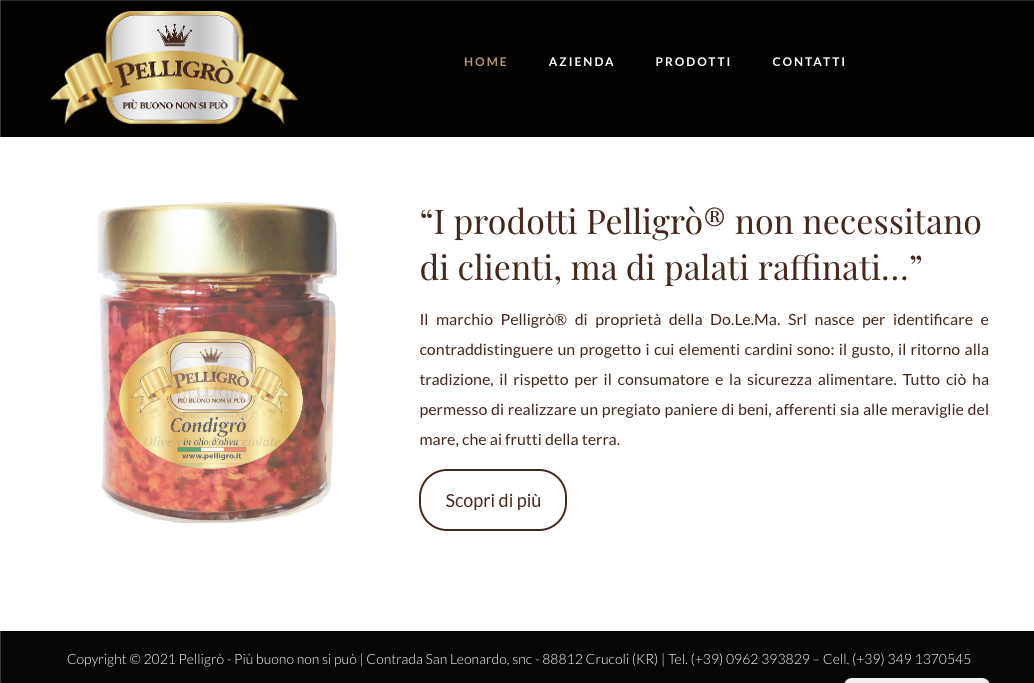 PELLIGRÒ
PIÙ BUONO NON SI PUÒ
HOME AZIENDA PRODOTTI CONTATTI
“I prodotti Pelligrò® non necessitano
di clienti, ma di palati raffinati…”
Il marchio Pelligrò® di proprietà della Do.Le.Ma. Srl nasce per identificare e
contraddistinguere un progetto i cui elementi cardini sono: il gusto, il ritorno alla
tradizione, il rispetto per il consumatore e la sicurezza alimentare. Tutto ciò ha
permesso di realizzare un pregiato paniere di beni, afferenti sia alle meraviglie del
mare, che ai frutti della terra.
Scopri di più
PELLIGRÒ
PIÙ BUONO NON SI PUÒ
Condigrò
in olio d'oliva
www.pelligro.it
Copyright © 2021 Pelligrò - Più buono non si può | Contrada San Leonardo, snc - 88812 Crucoli (KR) | Tel. (+39) 0962 393829 – Cell. (+39) 349 1370545